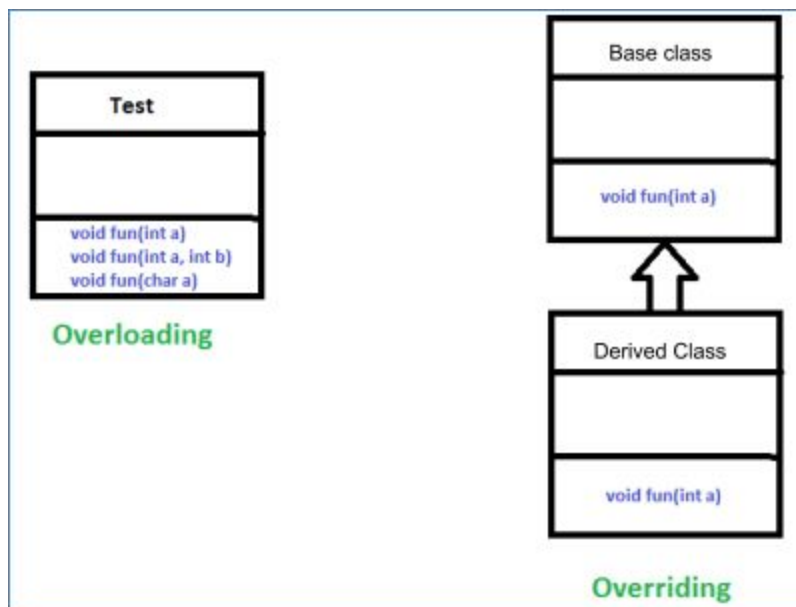 Test
void fun(int a)
void fun(int a, int b)
void fun(char a)
Overloading
Base class
void fun(int a)
Derived Class
void fun(int a)
Overriding